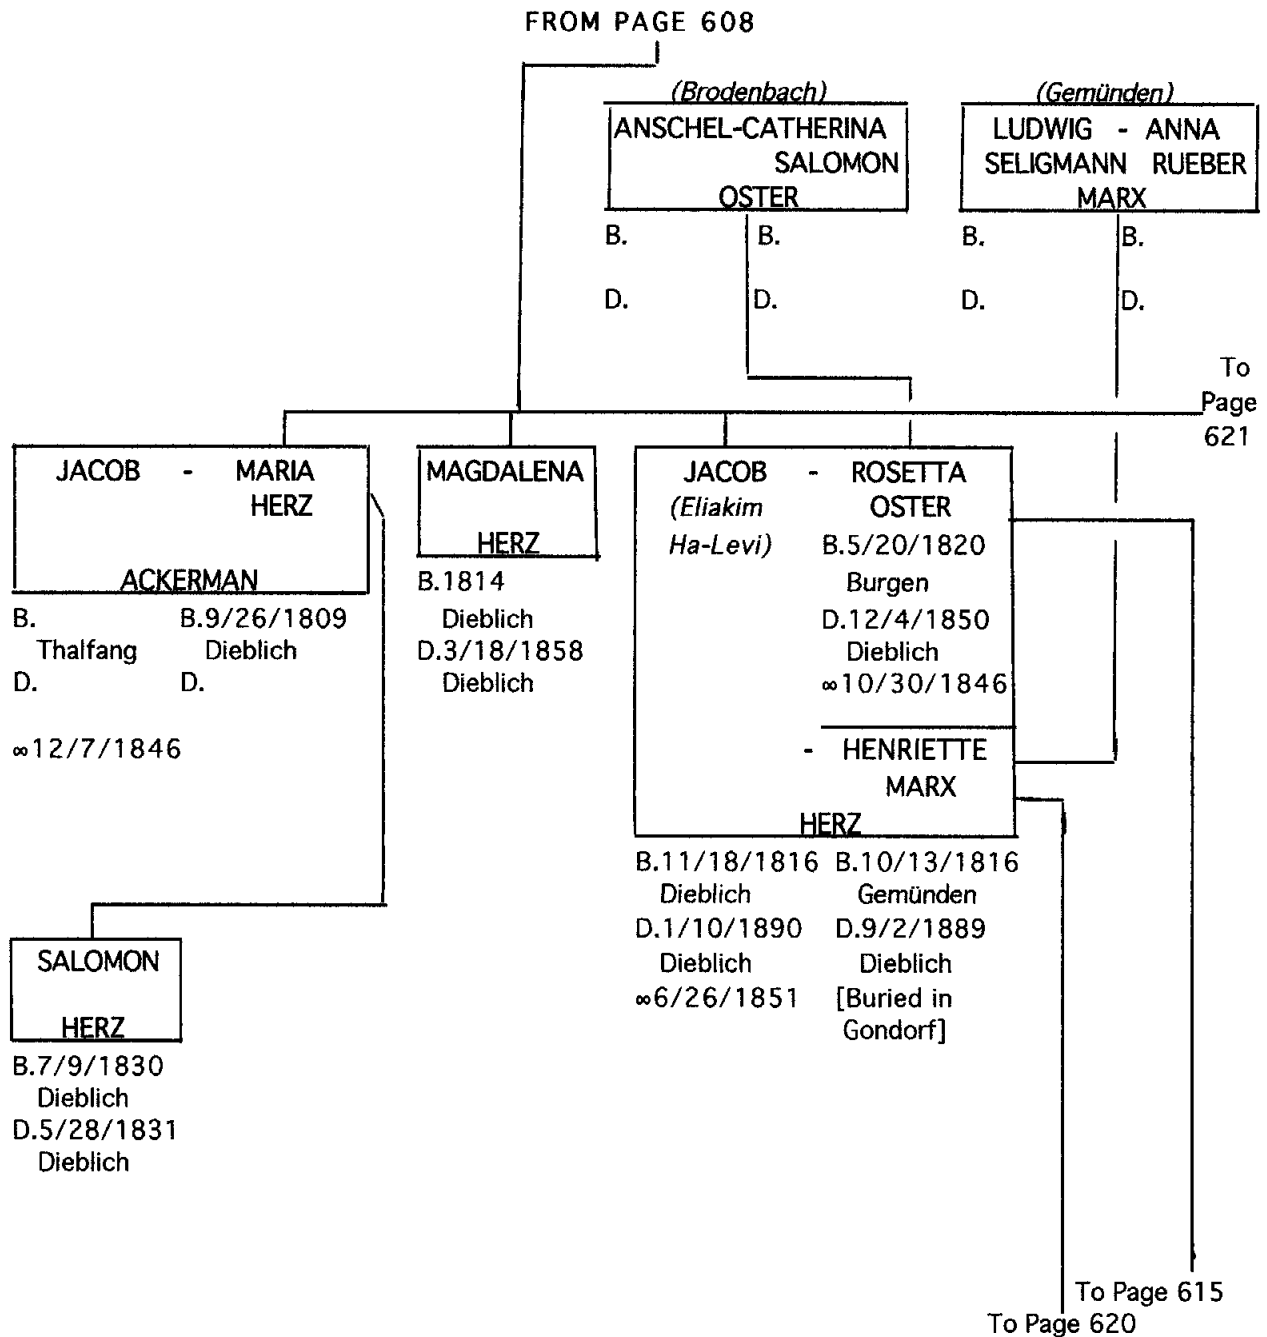 FROM PAGE 608
(Brodenbach)
ANSCHEL-CATHERINA
SALOMON
OSTER
B. B.
D. D.
(Gemünden)
LUDWIG - ANNA
SELIGMANN RUEBER
MARX
B. B.
D. D.
To
Page
621
JACOB - MARIA
HERZ
ACKERMAN
B. B.9/26/1809
Thalfang Dieblich
D. D.
∞12/7/1846
MAGDALENA
HERZ
B.1814
Dieblich
D.3/18/1858
Dieblich
JACOB - ROSETTA
(Eliakim OSTER
Ha-Levi) B.5/20/1820
Burgen
D.12/4/1850
Dieblich
∞10/30/1846
- HENRIETTE
MARX
HERZ
B.11/18/1816 B.10/13/1816
Dieblich Gemünden
D.1/10/1890 D.9/2/1889
Dieblich Dieblich
∞6/26/1851 [Buried in
Gondorf]
SALOMON
HERZ
B.7/9/1830
Dieblich
D.5/28/1831
Dieblich
To Page 615
To Page 620